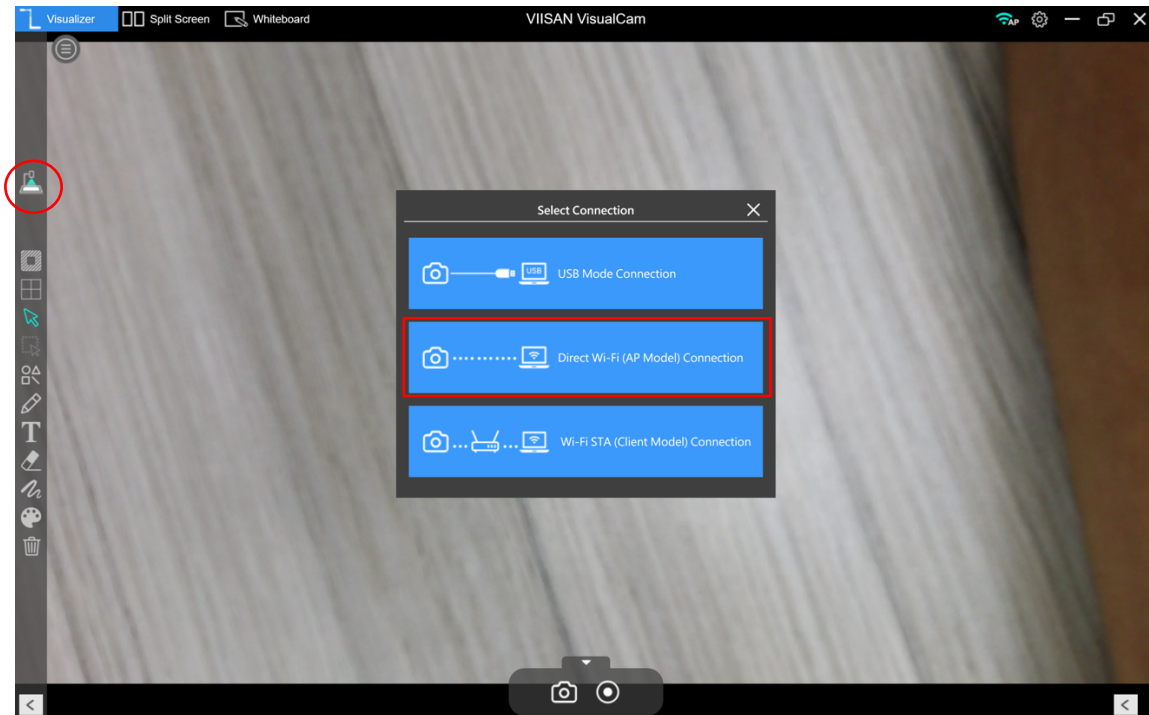 Visualizer Split Screen Whiteboard VIISAN VisualCam AP
Select Connection
USB
USB Mode Connection
Direct Wi-Fi (AP Model) Connection
Wi-Fi STA (Client Model) Connection
T